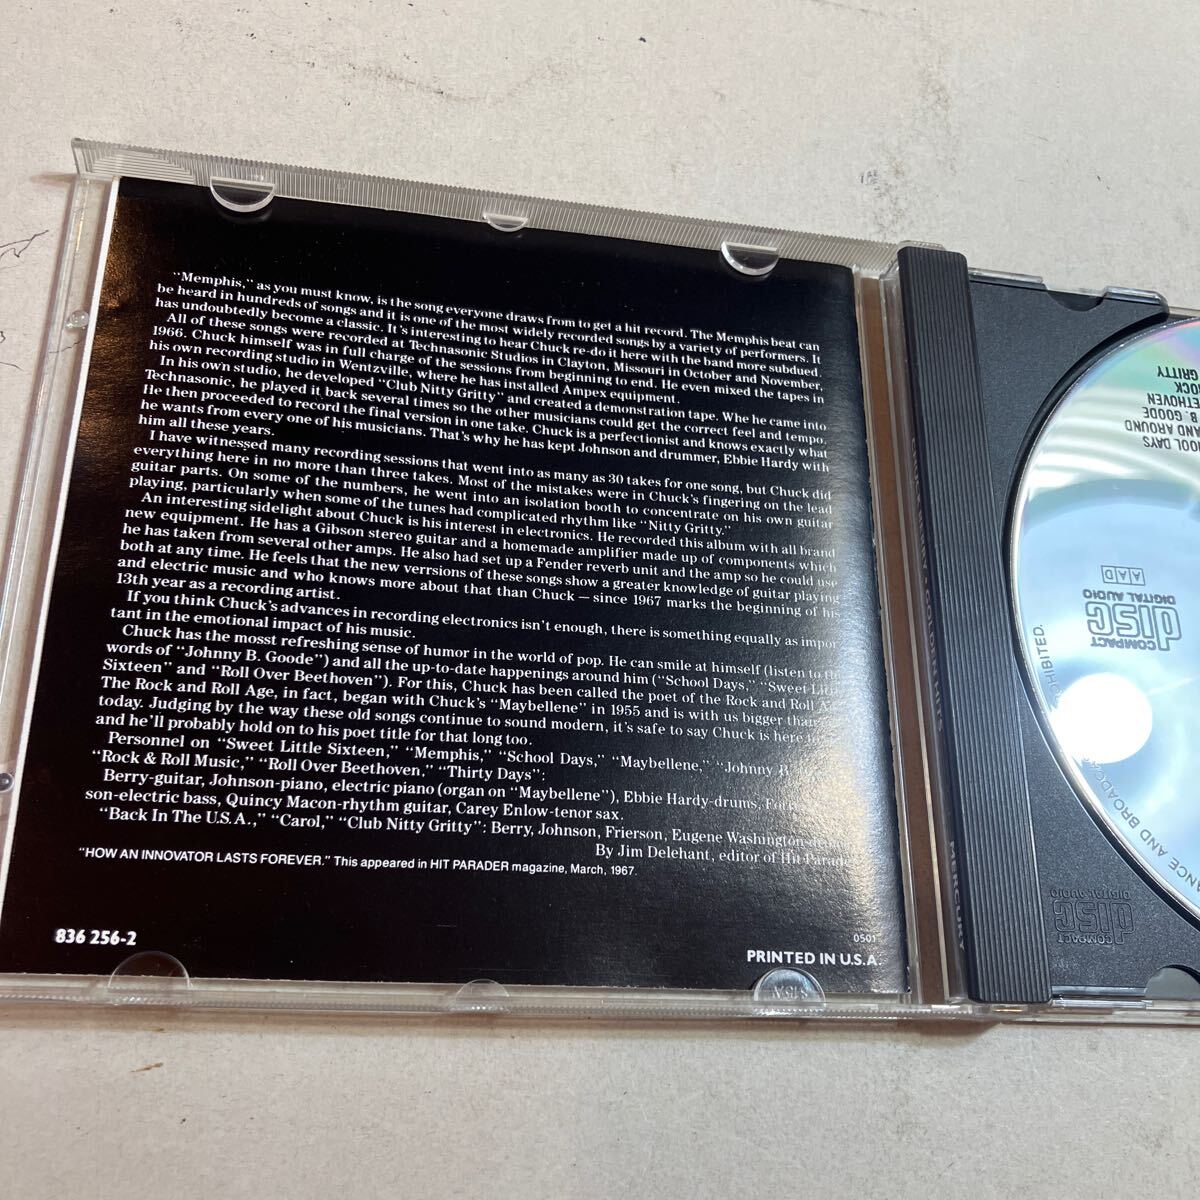 "Memphis," as you must know, is the song everyone draws from to get a hit record. The Memphis beat can
be heard in hundreds of songs and it is one of the most widely recorded songs by a variety of performers. It
has undoubtedly become a classic. It's interesting to hear Chuck re-do it here with the band more subdued.
All of these songs were recorded at Technasonic Studios in Clayton, Missouri in October and November,
1966. Chuck himself was in full charge of the sessions from beginning to end. He even mixed the tapes in
his own recording studio in Wentzville, where he has installed Ampex equipment.
In his own studio, he developed "Club Nitty Gritty" and created a demonstration tape. Whe he came into
Technasonic, he played it back several times so the other musicians could get the correct feel and tempo.
He then proceeded to record the final version in one take. Chuck is a perfectionist and knows exactly what
he wants from every one of his musicians. That's why he has kept Johnson and drummer, Ebbie Hardy with
him all these years.
I have witnessed many recording sessions that went into as many as 30 takes for one song, but Chuck did
everything here in no more than three takes. Most of the mistakes were in Chuck's fingering on the lead
guitar parts. On some of the numbers, he went into an isolation booth to concentrate on his own guitar
playing, particularly when some of the tunes had complicated rhythm like "Nitty Gritty."
An interesting sidelight about Chuck is his interest in electronics. He recorded this album with all brand
new equipment. He has a Gibson stereo guitar and a homemade amplifier made up of components which
he has taken from several other amps. He also had set up a Fender reverb unit and the amp so he could use
both at any time. He feels that the new verrsions of these songs show a greater knowledge of guitar playing
and electric music and who knows more about that than Chuck — since 1967 marks the beginning of his
13th year as a recording artist.
If you think Chuck's advances in recording electronics isn't enough, there is something equally as impor
tant in the emotional impact of his music.
Chuck has the mosst refreshing sense of humor in the world of pop. He can smile at himself (listen to the
words of "Johnny B. Goode") and all the up-to-date happenings around him ("School Days," "Sweet Little
Sixteen" and "Roll Over Beethoven"). For this, Chuck has been called the poet of the Rock and Roll
The Rock and Roll Age, in fact, began with Chuck's "Maybellene" in 1955 and is with us bigger than
today. Judging by the way these old songs continue to sound modern, it's safe to say Chuck is here to
and he'll probably hold on to his poet title for that long too.
Personnel on "Sweet Little Sixteen," "Memphis," "School Days," "Maybellene," "Johnny B.
"Rock & Roll Music," "Roll Over Beethoven," "Thirty Days":
Berry-guitar, Johnson-piano, electric piano (organ on "Maybellene"), Ebbie Hardy-drums,
son-electric bass, Quincy Macon-rhythm guitar, Carey Enlow-tenor sax.
"Back In The U.S.A.," "Carol," "Club Nitty Gritty": Berry, Johnson, Frierson, Eugene Washington-
By Jim Delehant, editor of Hit Parader
"HOW AN INNOVATOR LASTS FOREVER." This appeared in HIT PARADER magazine, March, 1967.
836 256-2
0501
PRINTED IN U.S.A.
MERCURY
COMPACT
disc
DIGITAL AUDIO
GRITTY
AND AROUND
B. GOODE
AAD
COMPACT
disc
DIGITAL AUDIO
AND